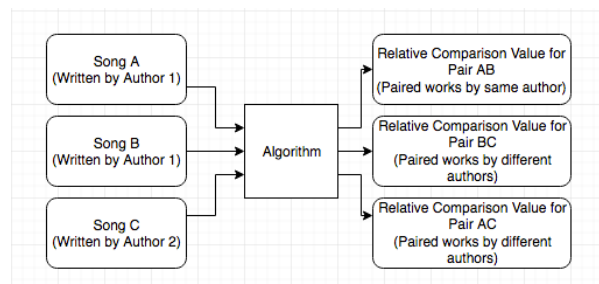 Song A
(Written by Author 1)
Song B
(Written by Author 1)
Song C
(Written by Author 2)
Algorithm
Relative Comparison Value for
Pair AB
(Paired works by same author)
Relative Comparison Value for
Pair BC
(Paired works by different
authors)
Relative Comparison Value for
Pair AC
(Paired works by different
authors)